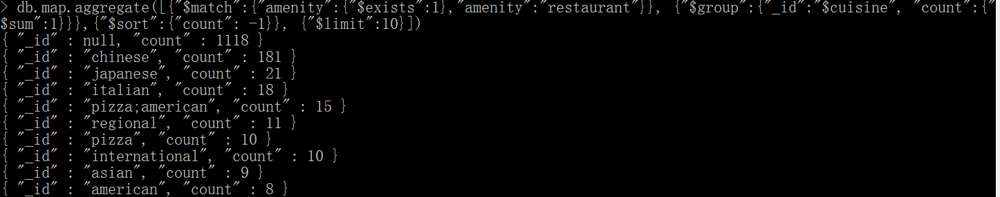 > db.map.aggregate([{"$match":{"amenity":{"$exists":1},"amenity":"restaurant"}}, {"$group":{"_id":"$cuisine", "count":{"
$sum":1}}},{"$sort":{"count": -1}}, {"$limit":10}])
{ "_id" : null, "count" : 1118 }
{ "_id" : "chinese", "count" : 181 }
{ "_id" : "japanese", "count" : 21 }
{ "_id" : "italian", "count" : 18 }
{ "_id" : "pizza;american", "count" : 15 }
{ "_id" : "regional", "count" : 11 }
{ "_id" : "pizza", "count" : 10 }
{ "_id" : "international", "count" : 10 }
{ "_id" : "asian", "count" : 9 }
{ "_id" : "american", "count" : 8 }